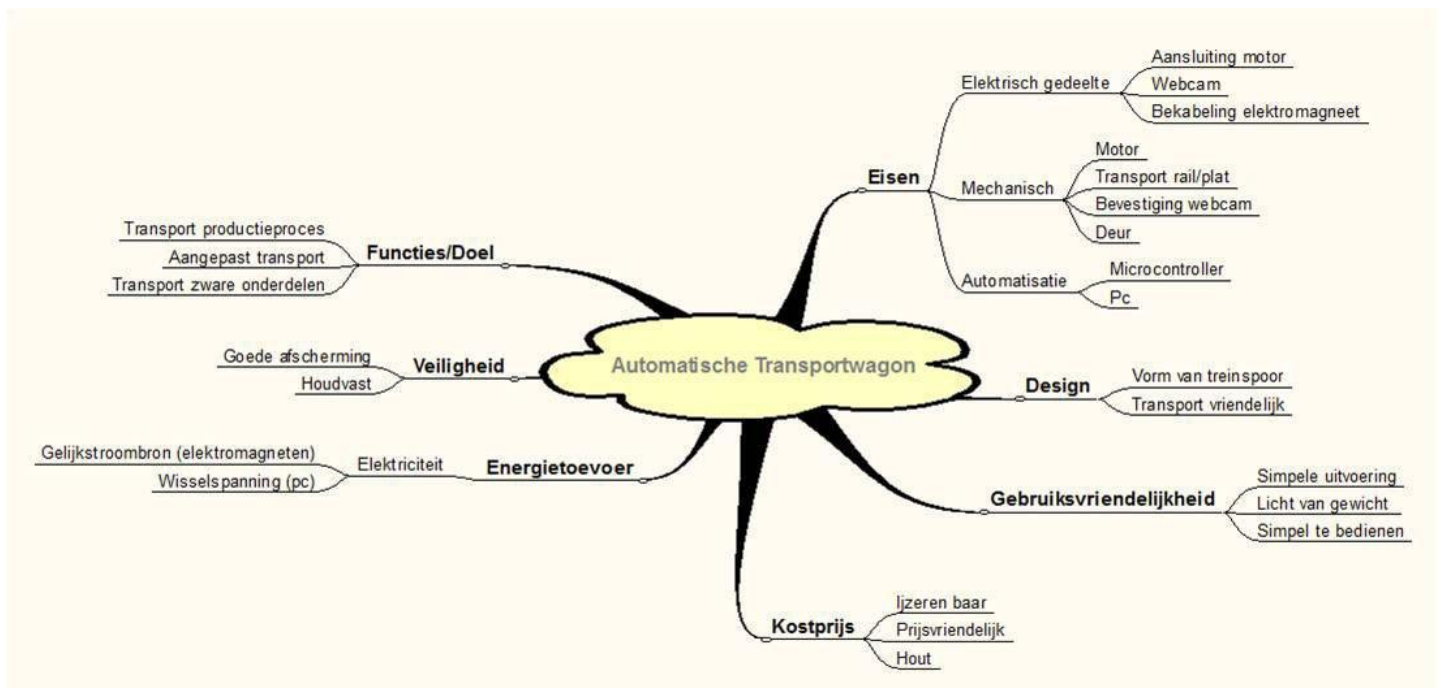 Automatische Transportwagon
Eisen
Elektrisch gedeelte
Aansluiting motor
Webcam
Bekabeling elektromagneet
Mechanisch
Motor
Transport rail/plat
Bevestiging webcam
Deur
Automatisatie
Microcontroller
Pc
Design
Vorm van treinspoor
Transport vriendelijk
Gebruiksvriendelijkheid
Simpele uitvoering
Licht van gewicht
Simpel te bedienen
Kostprijs
Ijzeren baar
Prijsvriendelijk
Hout
Energietoevoer
Elektriciteit
Gelijkstroombron (elektromagneten)
Wisselspanning (pc)
Veiligheid
Goede afscherming
Houdvast
Functies/Doel
Transport productieproces
Aangepast transport
Transport zware onderdelen